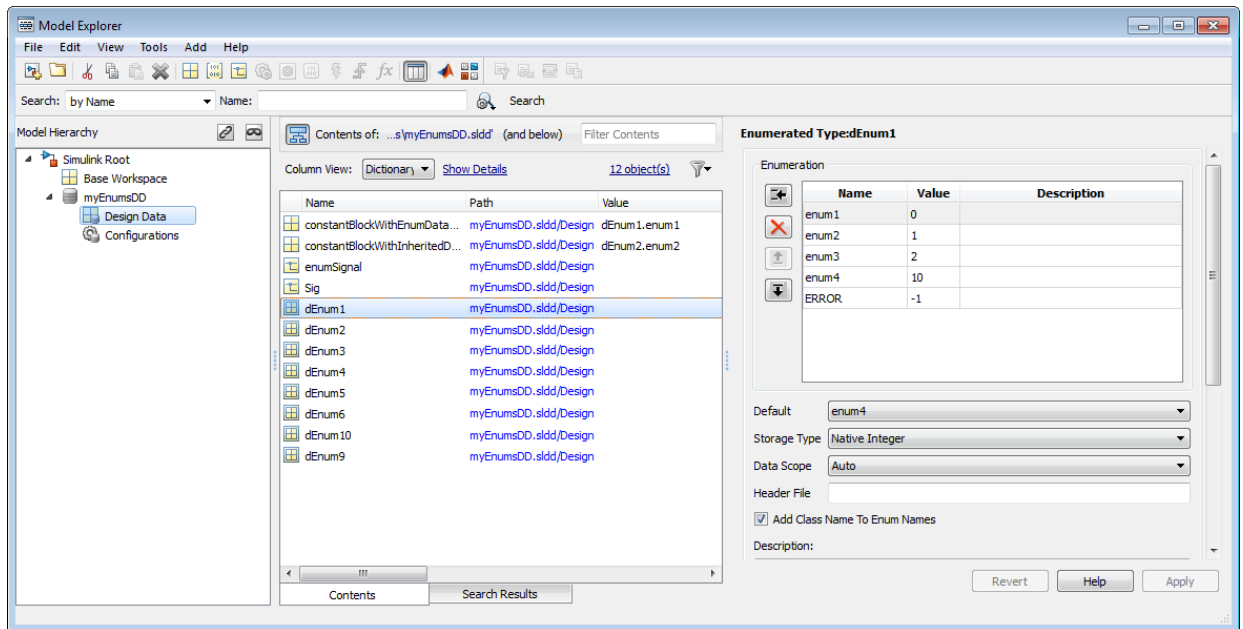 Model Explorer
File Edit View Tools Add Help
fx
Search: by Name Name: Search
Model Hierarchy
Simulink Root
Base Workspace
myEnumsDD
Design Data
Configurations
Contents of: ...s\myEnumsDD.sldd' (and below) Filter Contents
Column View: Dictionary Show Details 12 object(s)
Name Path Value
constantBlockWithEnumData... myEnumsDD.sldd/Design dEnum1.enum1
constantBlockWithInheritedD... myEnumsDD.sldd/Design dEnum2.enum2
enumSignal myEnumsDD.sldd/Design
Sig myEnumsDD.sldd/Design
dEnum1 myEnumsDD.sldd/Design
dEnum2 myEnumsDD.sldd/Design
dEnum3 myEnumsDD.sldd/Design
dEnum4 myEnumsDD.sldd/Design
dEnum5 myEnumsDD.sldd/Design
dEnum6 myEnumsDD.sldd/Design
dEnum10 myEnumsDD.sldd/Design
dEnum9 myEnumsDD.sldd/Design
Contents Search Results
Enumerated Type:dEnum1
Enumeration
Name Value Description
enum1 0
enum2 1
enum3 2
enum4 10
ERROR -1
Default enum4
Storage Type Native Integer
Data Scope Auto
Header File
Add Class Name To Enum Names
Description:
Revert Help Apply